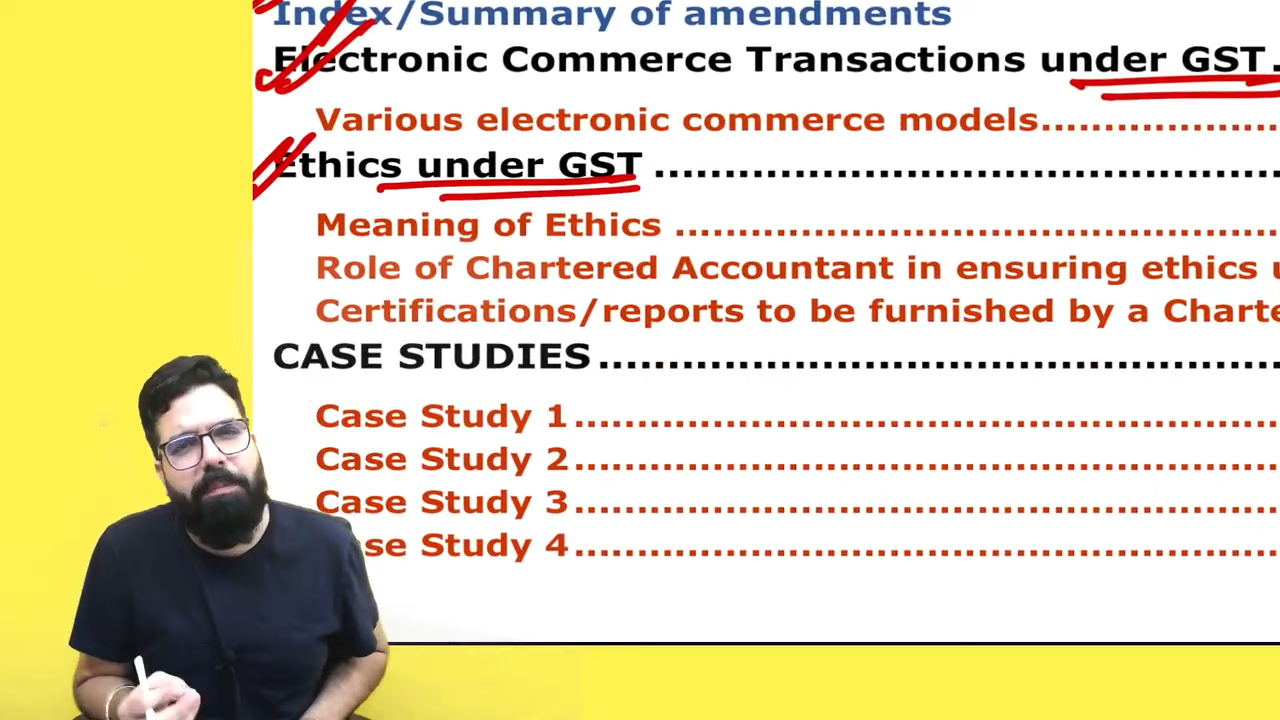 Index/Summary of amendments
Electronic Commerce Transactions under GST.
Various electronic commerce models..................
Ethics under GST ....................................
Meaning of Ethics ...................................
Role of Chartered Accountant in ensuring ethics
Certifications/reports to be furnished by a
CASE STUDIES.......................................
Case Study 1........................................
Case Study 2........................................
Case Study 3........................................
Case Study 4........................................